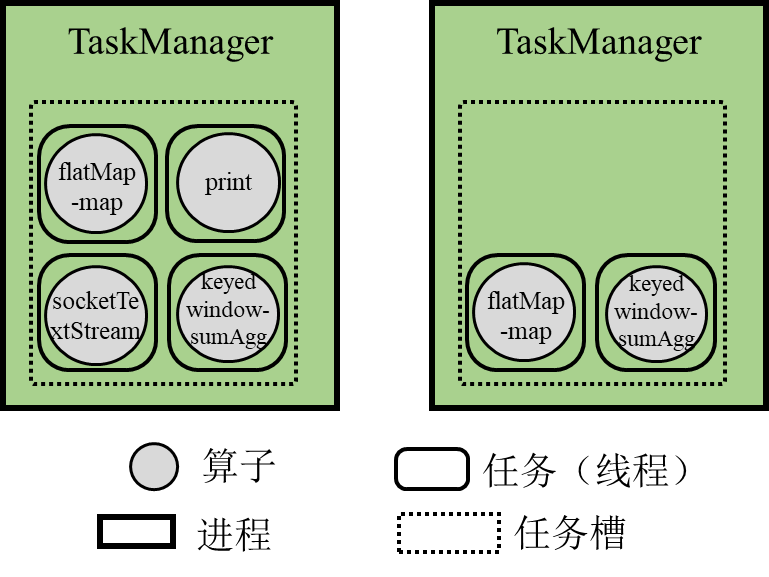 TaskManager
flatMap
-map
print
socketTe
xtStream
keyed
window-
sumAgg
TaskManager
flatMap
-map
keyed
window-
sumAgg
算子
任务（线程）
进程
任务槽